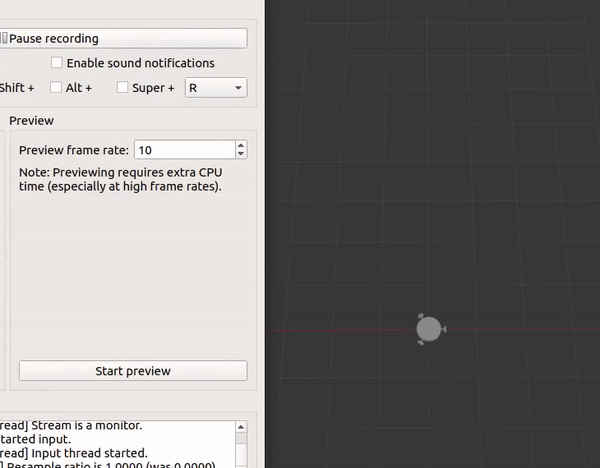 Pause recording
Enable sound notifications
Shift + Alt + Super + R
Preview
Preview frame rate: 10
Note: Previewing requires extra CPU
time (especially at high frame rates).
Start preview
read] Stream is a monitor.
tarted input.
read] Input thread started.
] Resample ratio is 1.0000 (was 0.0000)